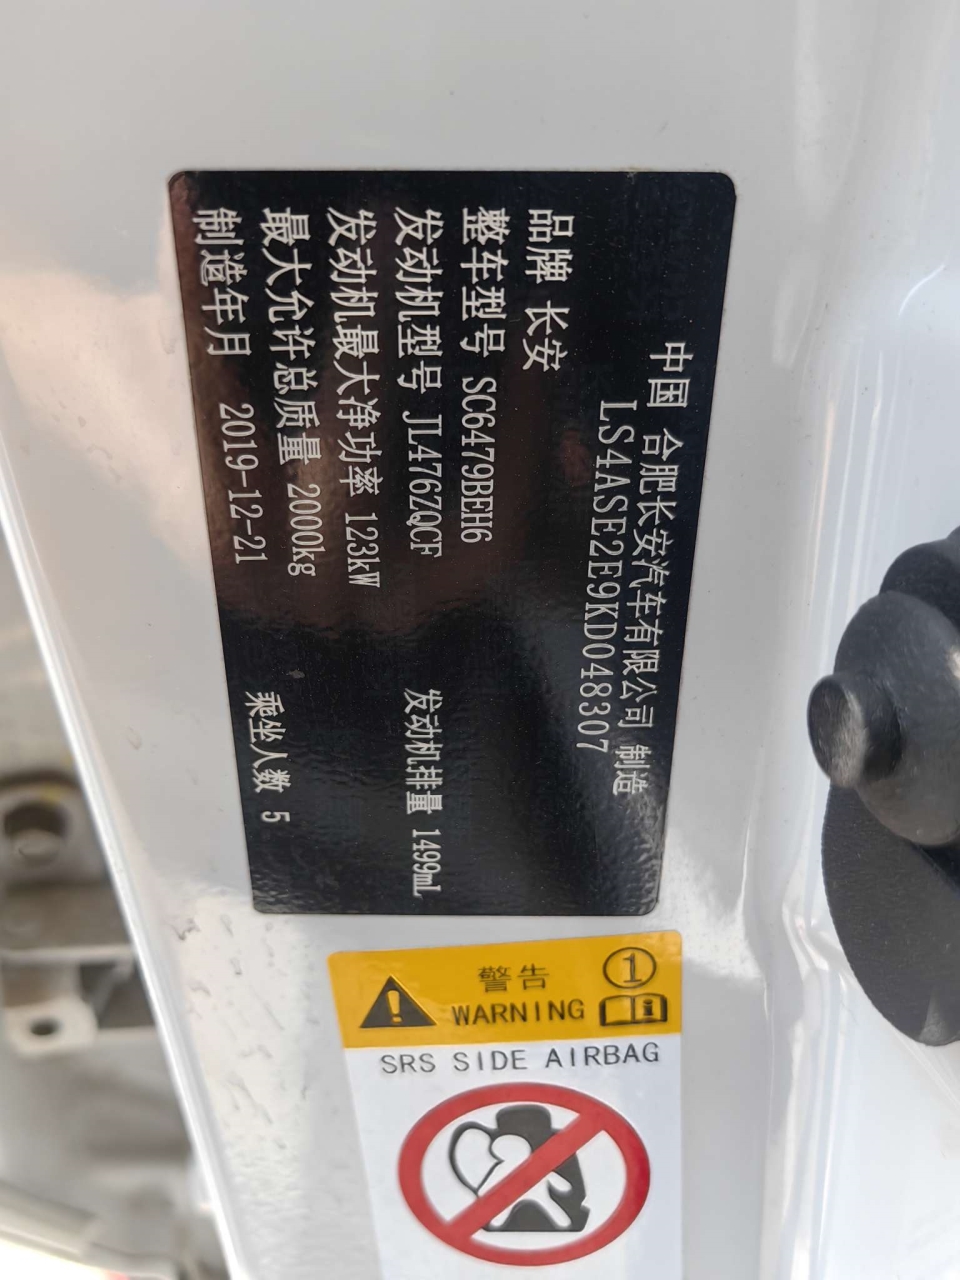 中国 合肥长安汽车有限公司 制造
LS4ASE2E9KD048307
品牌 长安
整车型号 SC6479BEH6
发动机型号 JL476ZQCF 发动机排量 1499mL
发动机最大净功率 123kW
最大允许总质量 2000kg 乘坐人数 5
制造年月 2019-12-21
警告 ①
WARNING
SRS SIDE AIRBAG